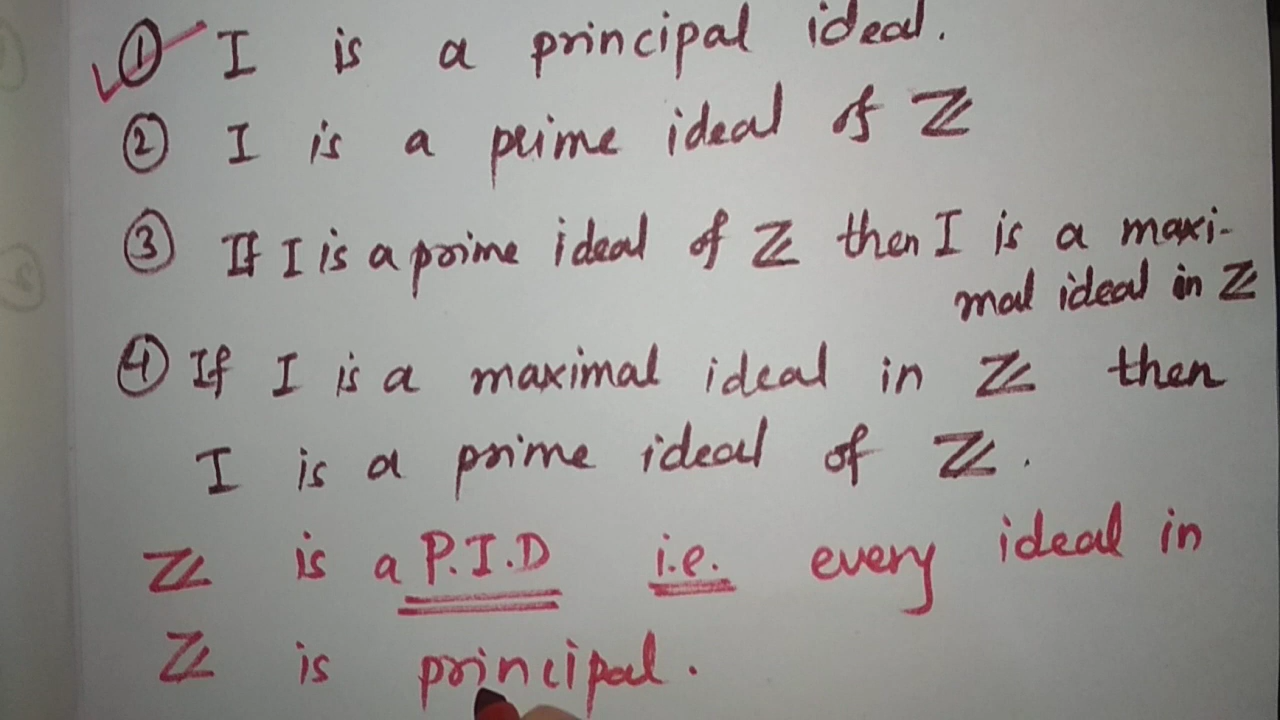 ① I is a principal ideal.
② I is a prime ideal of ℤ
③ If I is a prime ideal of ℤ then I is a maxi-
mal ideal in ℤ
④ If I is a maximal ideal in ℤ then
I is a prime ideal of ℤ.
ℤ is a P.I.D i.e. every ideal in
ℤ is principal.